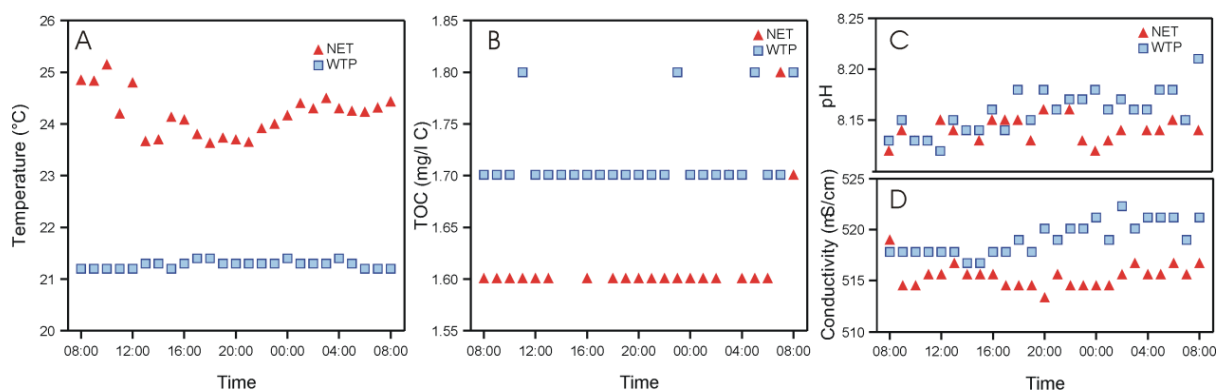 A
NET
WTP
Temperature (°C)
26
25
24
23
22
21
20
08:00 12:00 16:00 20:00 00:00 04:00 08:00
Time
B
NET
WTP
TOC (mg/l C)
1.85
1.80
1.75
1.70
1.65
1.60
1.55
08:00 12:00 16:00 20:00 00:00 04:00 08:00
Time
C
NET
WTP
pH
8.25
8.20
8.15
D
Conductivity (mS/cm)
525
520
515
510
08:00 12:00 16:00 20:00 00:00 04:00 08:00
Time